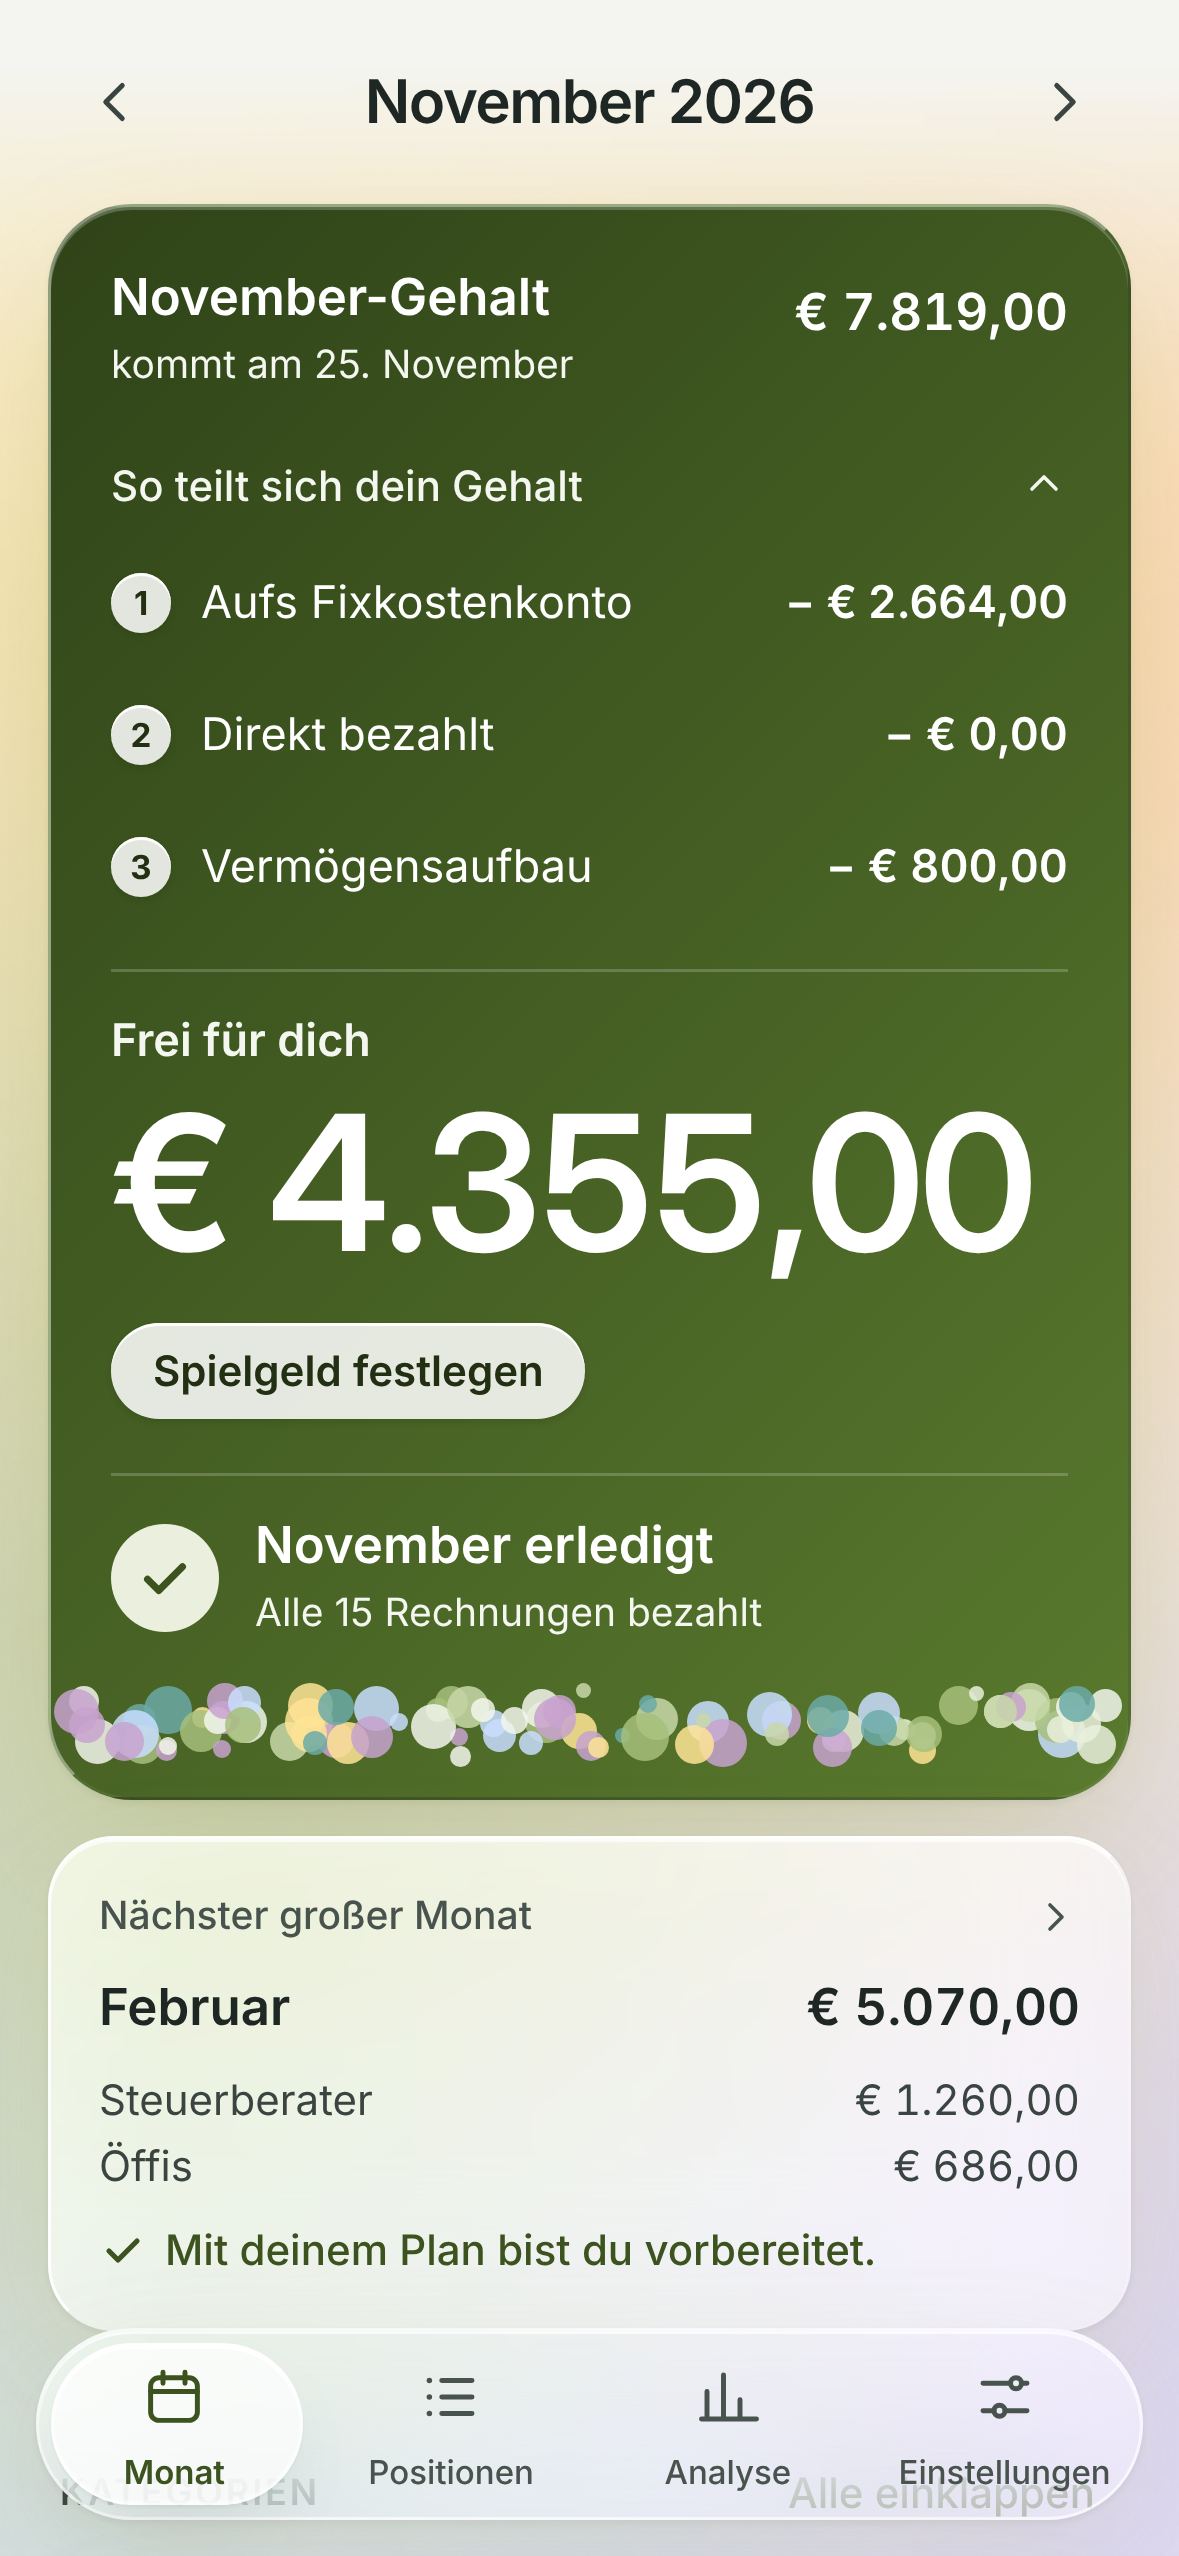 November 2026
November-Gehalt
€ 7.819,00
kommt am 25. November
So teilt sich dein Gehalt
1 Aufs Fixkostenkonto – € 2.664,00
2 Direkt bezahlt – € 0,00
3 Vermögensaufbau – € 800,00
Frei für dich
€ 4.355,00
Spielgeld festlegen
November erledigt
Alle 15 Rechnungen bezahlt
Nächster großer Monat
Februar € 5.070,00
Steuerberater € 1.260,00
Öffis € 686,00
Mit deinem Plan bist du vorbereitet.
Monat Positionen Analyse Einstellungen
KATEGORIEN Alle einklappen